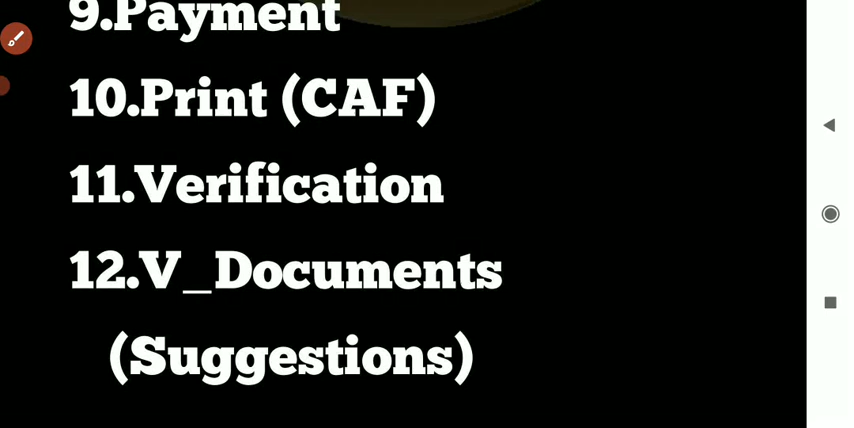 9.Payment
10.Print (CAF)
11.Verification
12.V_Documents
(Suggestions)